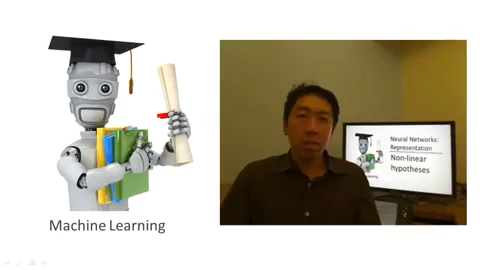 Machine Learning
Neural Networks:
Representation
Non-linear
hypotheses